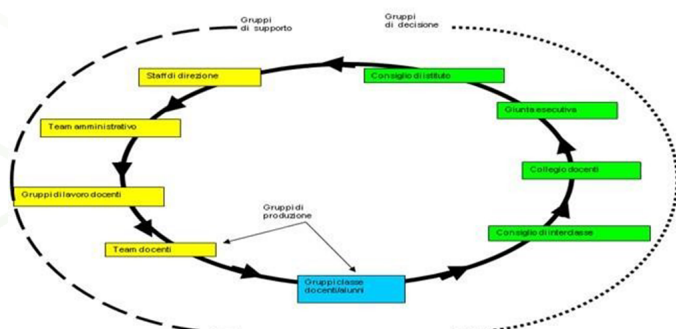 Gruppi
di supporto
Gruppi
di decisione
Staff di direzione
Consiglio di istituto
Giunta esecutiva
Team amministrativo
Collegio docenti
Gruppi di lavoro docenti
Gruppi di
produzione
Consiglio di interclasse
Team docenti
Gruppi classe
docenti/alunni